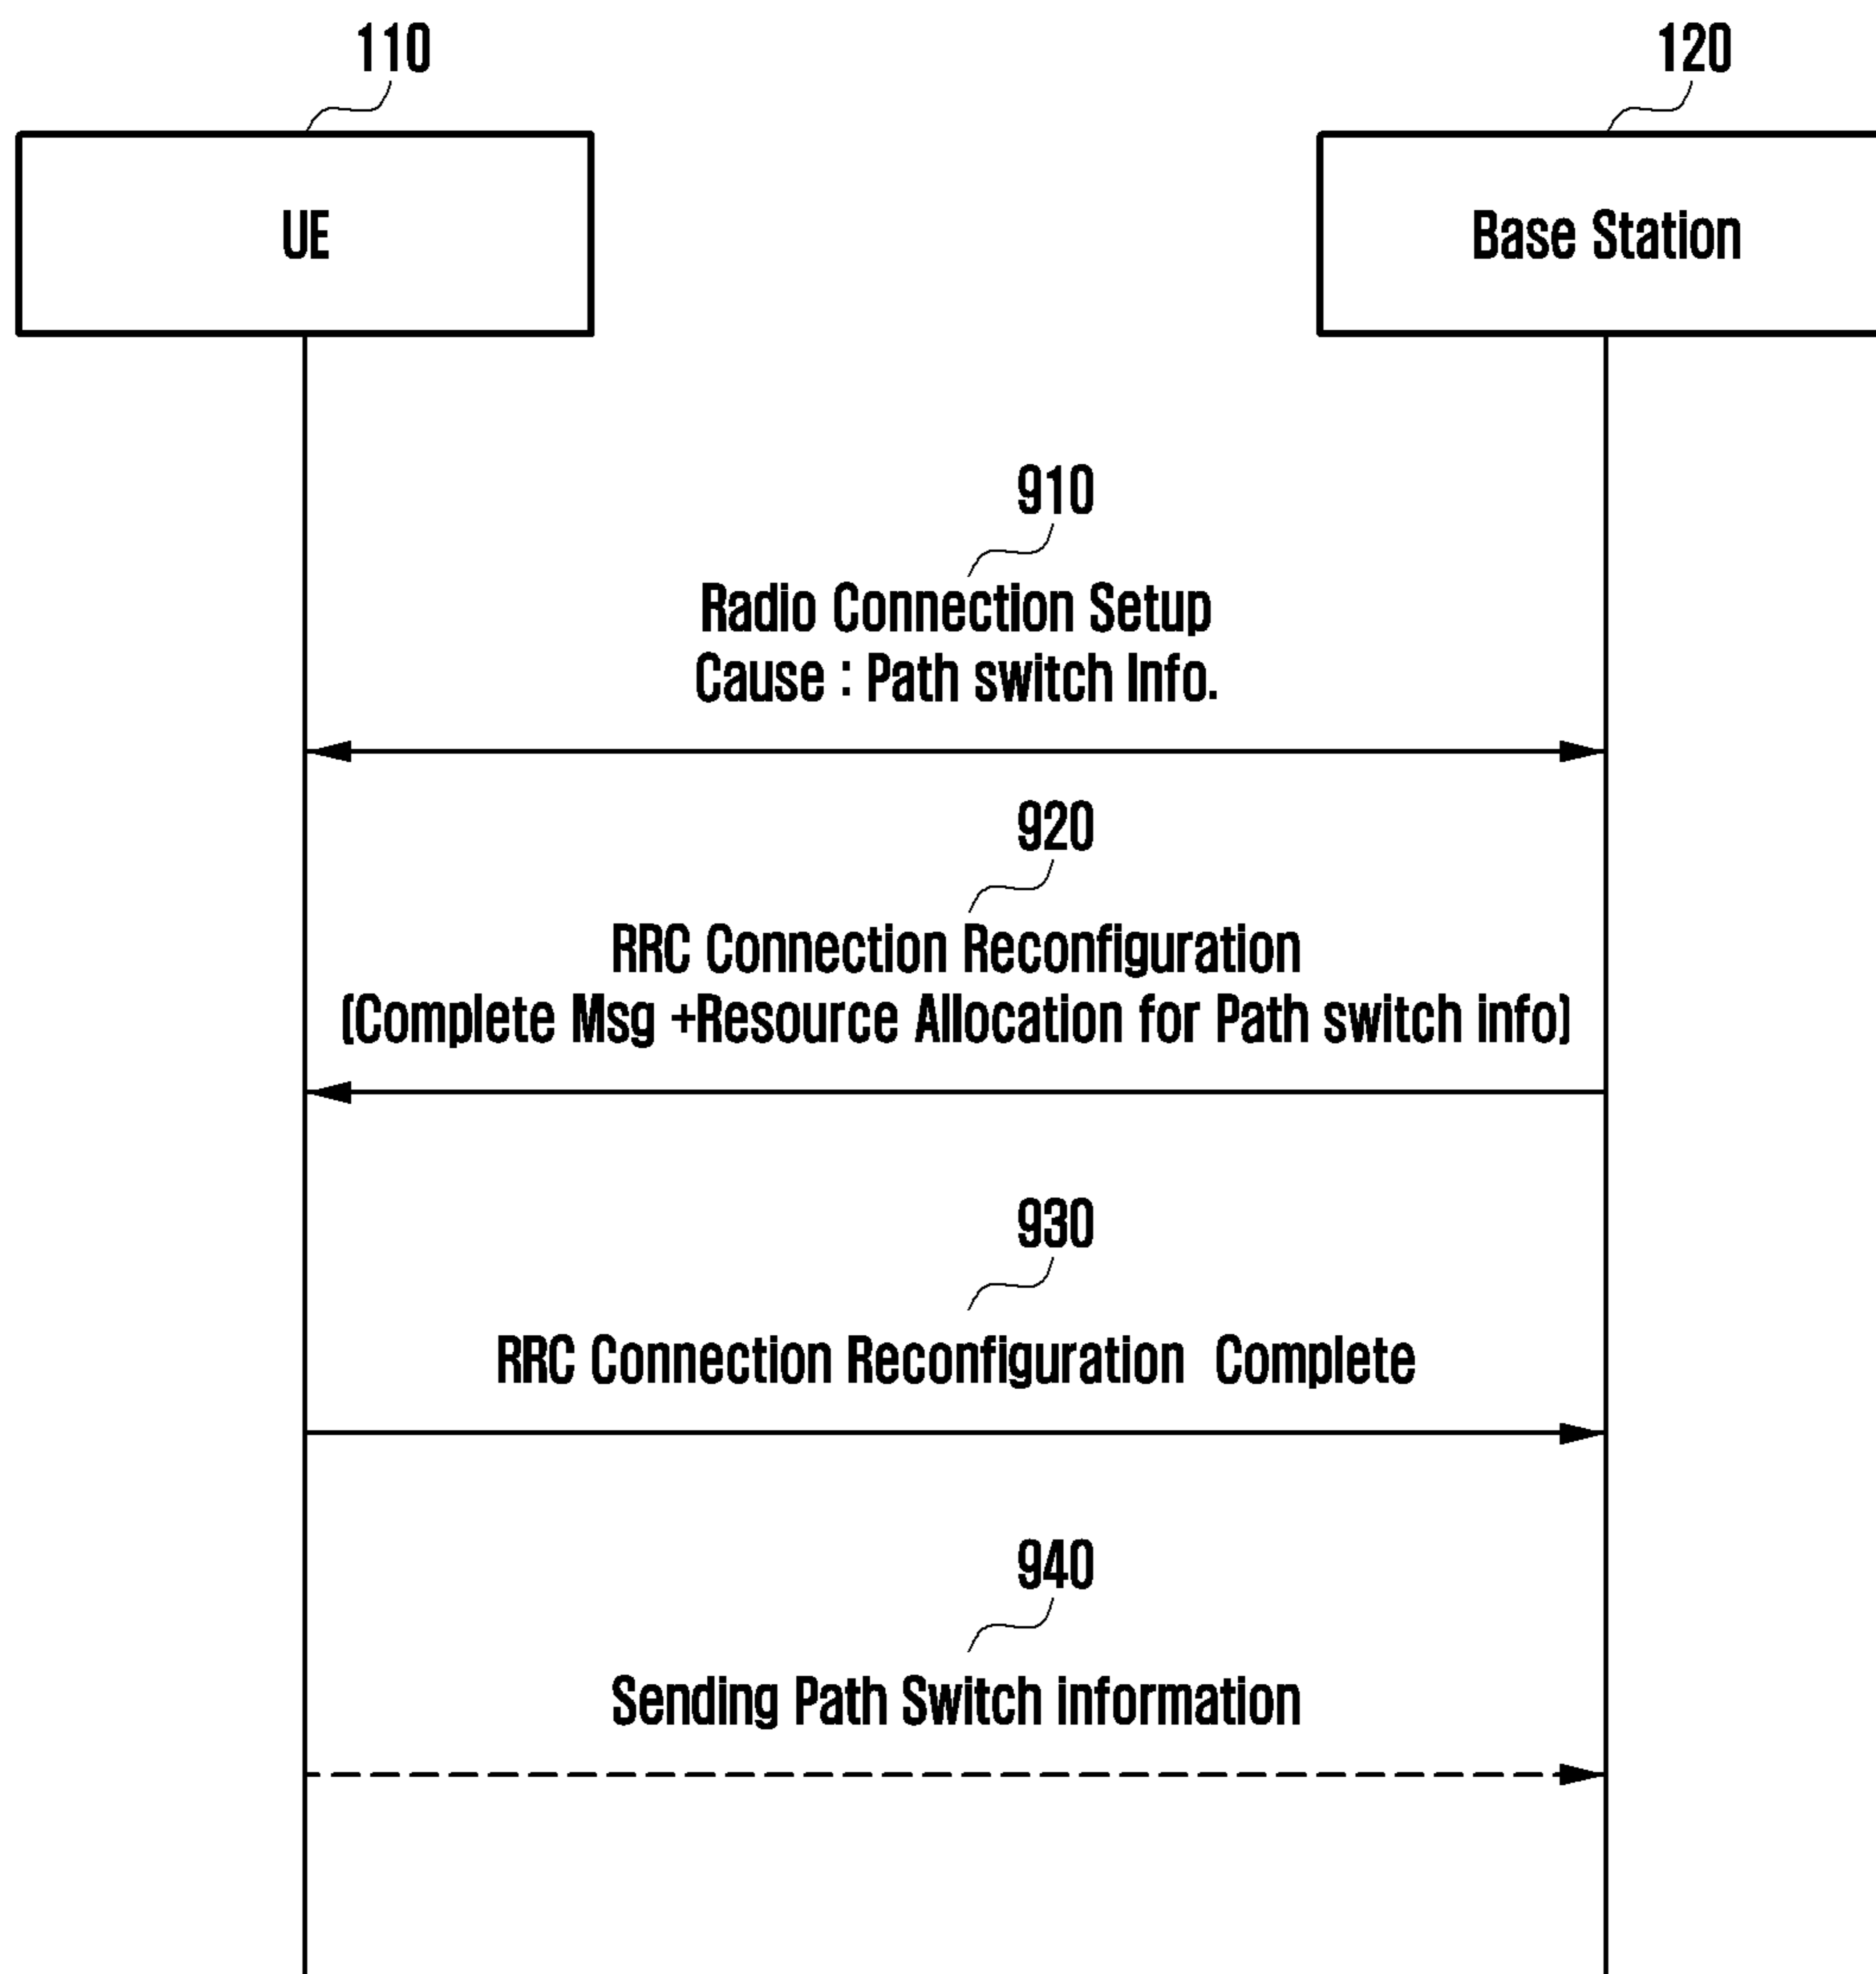 110
120
UE
Base Station
910
Radio Connection Setup
Cause : Path switch Info.
920
RRC Connection Reconfiguration
(Complete Msg +Resource Allocation for Path switch info)
930
RRC Connection Reconfiguration  Complete
940
Sending Path Switch information